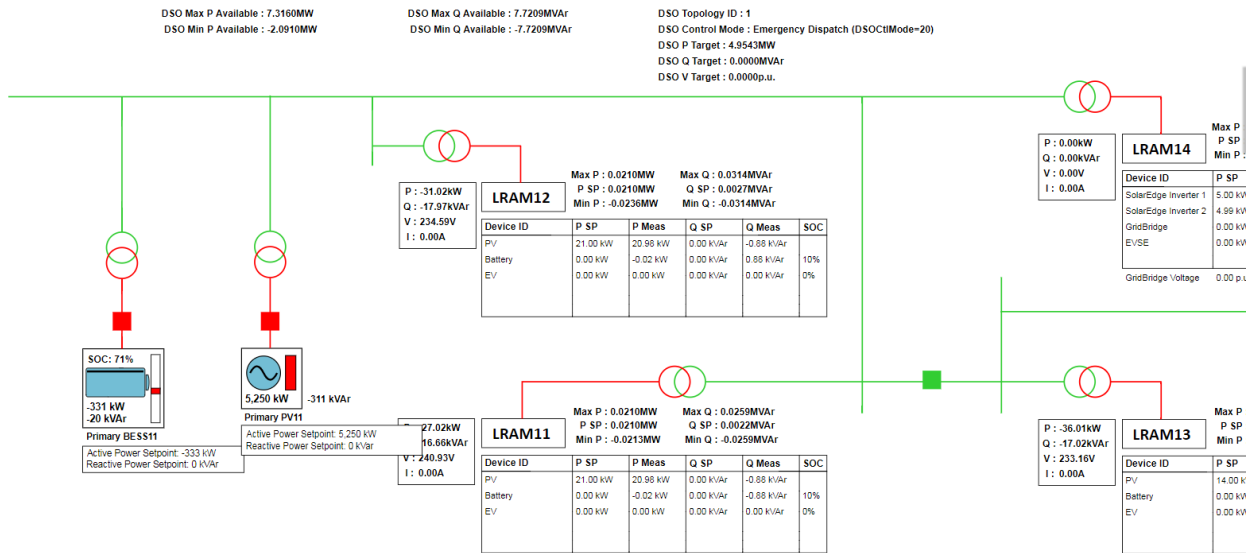 DSO Max P Available : 7.3160MW
DSO Min P Available : -2.0910MW
DSO Max Q Available : 7.7209MVAr
DSO Min Q Available : -7.7209MVAr
DSO Topology ID : 1
DSO Control Mode : Emergency Dispatch (DSOCtlMode=20)
DSO P Target : 4.9543MW
DSO Q Target : 0.0000MVAr
DSO V Target : 0.0000p.u.
P : -31.02kW
Q : -17.97kVAr
V : 234.59V
I : 0.00A
LRAM12
Max P : 0.0210MW Max Q : 0.0314MVAr
P SP : 0.0210MW Q SP : 0.0027MVAr
Min P : -0.0236MW Min Q : -0.0314MVAr
Device ID P SP P Meas Q SP Q Meas SOC
PV 21.00 kW 20.98 kW 0.00 kVAr -0.88 kVAr
Battery 0.00 kW -0.02 kW 0.00 kVAr 0.88 kVAr 10%
EV 0.00 kW 0.00 kW 0.00 kVAr 0.00 kVAr 0%
P : 0.00kW
Q : 0.00kVAr
V : 0.00V
I : 0.00A
LRAM14
Max P
P SP
Min P :
Device ID P SP
SolarEdge Inverter 1 5.00 kW
SolarEdge Inverter 2 4.99 kW
GridBridge 0.00 kW
EVSE 0.00 kW
GridBridge Voltage 0.00 p.u
SOC: 71%
-331 kW
-20 kVAr
Primary BESS11
Active Power Setpoint: -333 kW
Reactive Power Setpoint: 0 kVAr
5,250 kW
-311 kVAr
Primary PV11
Active Power Setpoint: 5,250 kW
Reactive Power Setpoint: 0 kVAr
27.02kW
16.66kVAr
V : 240.93V
I : 0.00A
LRAM11
Max P : 0.0210MW Max Q : 0.0259MVAr
P SP : 0.0210MW Q SP : 0.0022MVAr
Min P : -0.0213MW Min Q : -0.0259MVAr
Device ID P SP P Meas Q SP Q Meas SOC
PV 21.00 kW 20.98 kW 0.00 kVAr -0.88 kVAr
Battery 0.00 kW -0.02 kW 0.00 kVAr -0.88 kVAr 10%
EV 0.00 kW 0.00 kW 0.00 kVAr 0.00 kVAr 0%
P : -36.01kW
Q : -17.02kVAr
V : 233.16V
I : 0.00A
LRAM13
Max P
P SP
Min P
Device ID P SP
PV 14.00 kW
Battery 0.00 kW
EV 0.00 kW